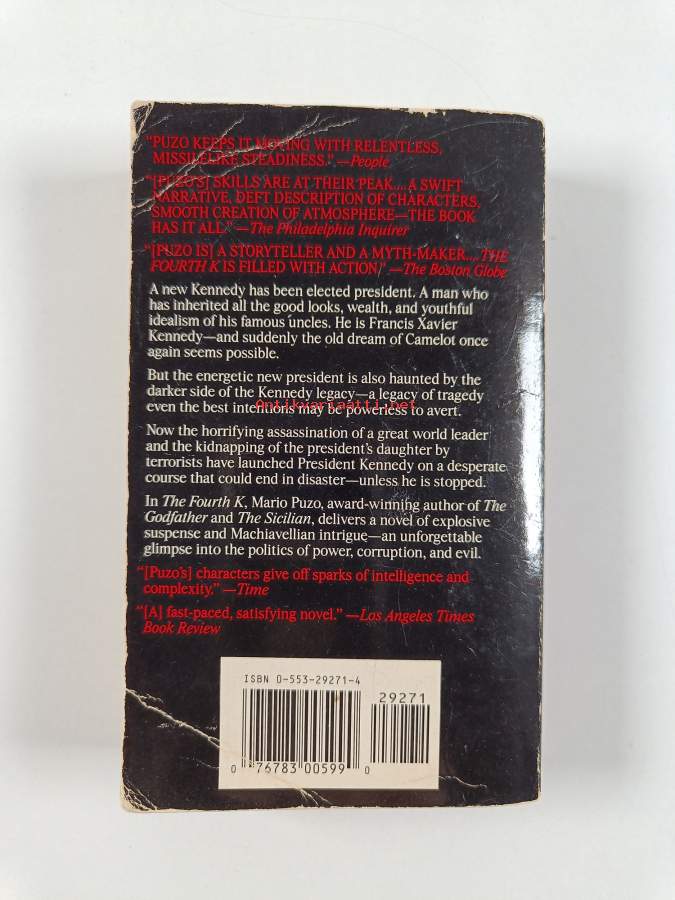 “PUZO KEEPS IT MOVING WITH RELENTLESS,
MISSILELIKE STEADINESS.” —People
“[PUZO’S] SKILLS ARE AT THEIR PEAK.... A SWIFT
NARRATIVE, DEFT DESCRIPTION OF CHARACTERS,
SMOOTH CREATION OF ATMOSPHERE—THE BOOK
HAS IT ALL.” —The Philadelphia Inquirer
“[PUZO IS] A STORYTELLER AND A MYTH-MAKER.... THE
FOURTH K IS FILLED WITH ACTION.” —The Boston Globe
A new Kennedy has been elected president. A man who
has inherited all the good looks, wealth, and youthful
idealism of his famous uncles. He is Francis Xavier
Kennedy—and suddenly the old dream of Camelot once
again seems possible.
But the energetic new president is also haunted by the
darker side of the Kennedy legacy—a legacy of tragedy
even the best intentions may be powerless to avert.
Antikvariaatti.net
Now the horrifying assassination of a great world leader
and the kidnapping of the president’s daughter by
terrorists have launched President Kennedy on a desperate
course that could end in disaster—unless he is stopped.
In The Fourth K, Mario Puzo, award-winning author of The
Godfather and The Sicilian, delivers a novel of explosive
suspense and Machiavellian intrigue—an unforgettable
glimpse into the politics of power, corruption, and evil.
“[Puzo’s] characters give off sparks of intelligence and
complexity.” —Time
“[A] fast-paced, satisfying novel.” —Los Angeles Times
Book Review
ISBN 0-553-29271-4
29271
0 76783 00599 0